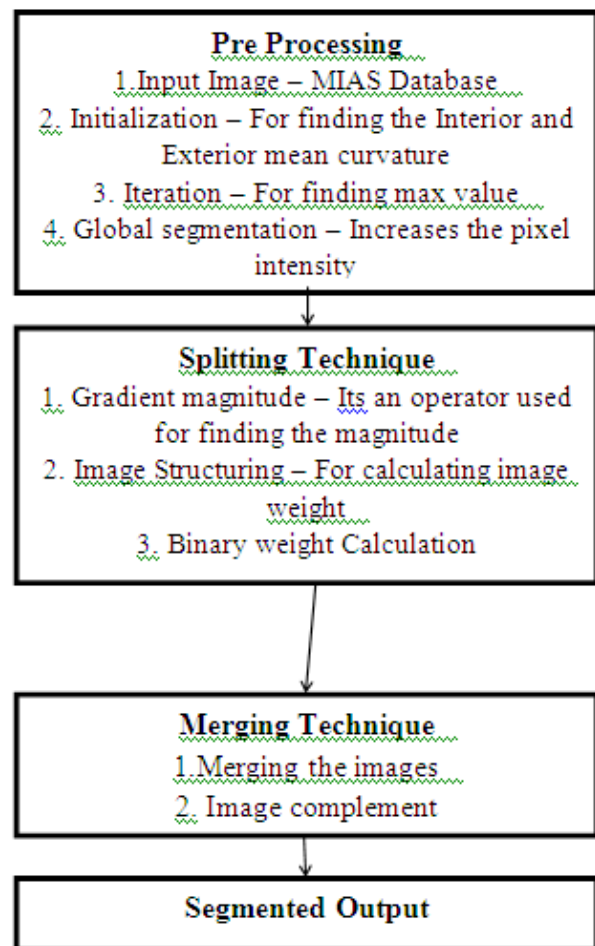 Pre Processing
1.Input Image – MIAS Database
2. Initialization – For finding the Interior and
Exterior mean curvature
3. Iteration – For finding max value
4. Global segmentation – Increases the pixel
intensity
Splitting Technique
1. Gradient magnitude – Its an operator used
for finding the magnitude
2. Image Structuring – For calculating image
weight
3. Binary weight Calculation
Merging Technique
1.Merging the images
2. Image complement
Segmented Output